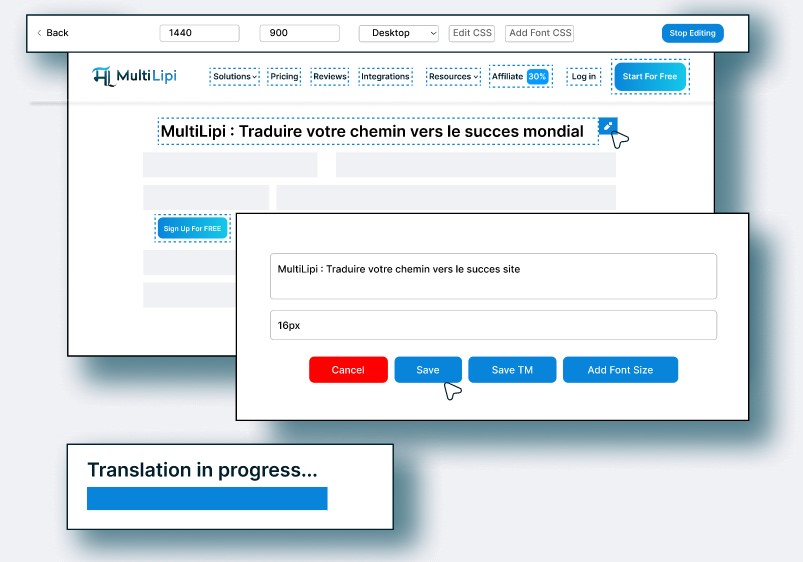 Back 1440 900 Desktop Edit CSS Add Font CSS Stop Editing
MultiLipi Solutions Pricing Reviews Integrations Resources Affiliate 30% Log in Start For Free
MultiLipi : Traduire votre chemin vers le succes mondial
Sign Up For FREE
MultiLipi : Traduire votre chemin vers le succes site
16px
Cancel Save Save TM Add Font Size
Translation in progress...